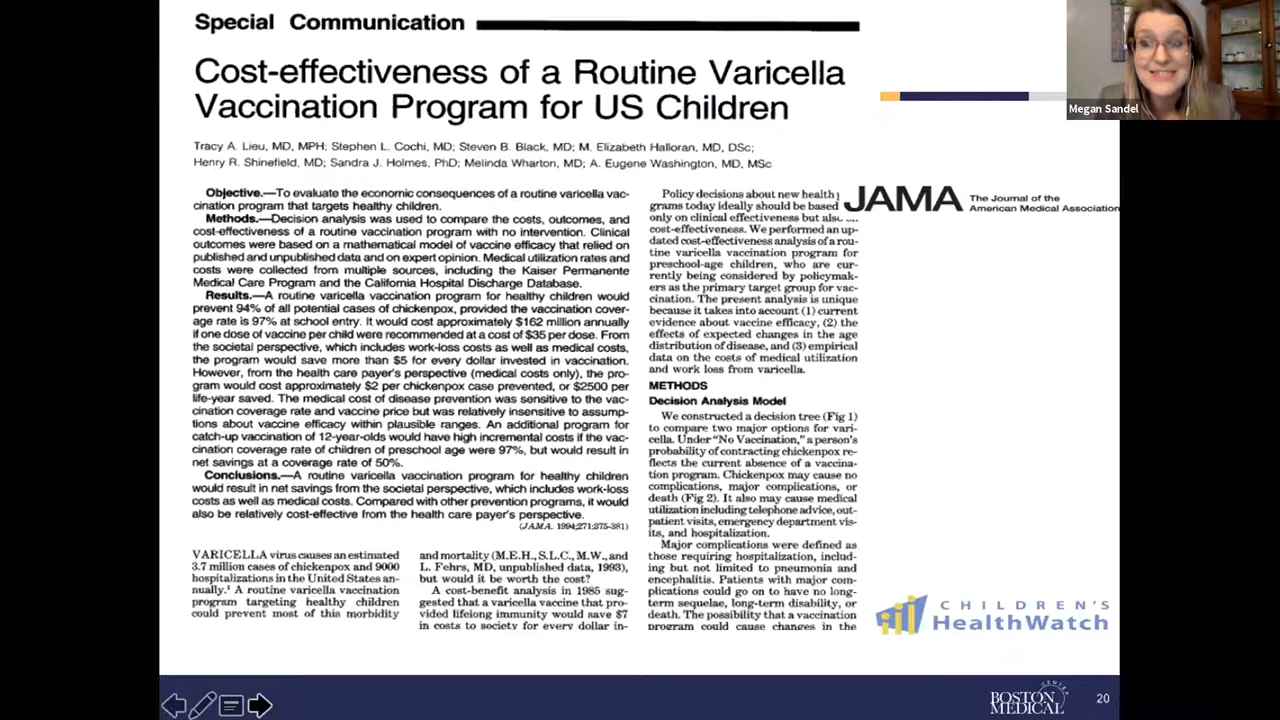 Special Communication
Cost-effectiveness of a Routine Varicella
Vaccination Program for US Children
Tracy A. Lieu, MD, MPH; Stephen L. Cochi, MD; Steven B. Black, MD; M. Elizabeth Halloran, MD, DSc;
Henry R. Shinefield, MD; Sandra J. Holmes, PhD; Melinda Wharton, MD; A. Eugene Washington, MD, MSc
Objective.—To evaluate the economic consequences of a routine varicella vac-
cination program that targets healthy children.
Methods.—Decision analysis was used to compare the costs, outcomes, and
cost-effectiveness of a routine vaccination program with no intervention. Clinical
outcomes were based on a mathematical model of vaccine efficacy that relied on
published and unpublished data and on expert opinion. Medical utilization rates and
costs were collected from multiple sources, including the Kaiser Permanente
Medical Care Program and the California Hospital Discharge Database.
Results.—A routine varicella vaccination program for healthy children would
prevent 94% of all potential cases of chickenpox, provided the vaccination cover-
age rate is 97% at school entry. It would cost approximately $162 million annually
if one dose of vaccine per child were recommended at a cost of $35 per dose. From
the societal perspective, which includes work-loss costs as well as medical costs,
the program would save more than $5 for every dollar invested in vaccination.
However, from the health care payer's perspective (medical costs only), the pro-
gram would cost approximately $2 per chickenpox case prevented, or $2500 per
life-year saved. The medical cost of disease prevention was sensitive to the vac-
cination coverage rate and vaccine price but was relatively insensitive to assump-
tions about vaccine efficacy within plausible ranges. An additional program for
catch-up vaccination of 12-year-olds would have high incremental costs if the vac-
cination coverage rate of children of preschool age were 97%, but would result in
net savings at a coverage rate of 50%.
Conclusions.—A routine varicella vaccination program for healthy children
would result in net savings from the societal perspective, which includes work-loss
costs as well as medical costs. Compared with other prevention programs, it would
also be relatively cost-effective from the health care payer's perspective.
(JAMA. 1994;271:375-381)
VARICELLA virus causes an estimated
3.7 million cases of chickenpox and 9000
hospitalizations in the United States an-
nually.¹ A routine varicella vaccination
program targeting healthy children
could prevent most of this morbidity
and mortality (M.E.H., S.L.C., M.W., and
L. Fehrs, MD, unpublished data, 1993),
but would it be worth the cost?
A cost-benefit analysis in 1985 sug-
gested that a varicella vaccine that pro-
vided lifelong immunity would save $7
in costs to society for every dollar in-
Policy decisions about new health
grams today ideally should be based
only on clinical effectiveness but also
cost-effectiveness. We performed an up-
dated cost-effectiveness analysis of a rou-
tine varicella vaccination program for
preschool-age children, who are cur-
rently being considered by policymak-
ers as the primary target group for vac-
cination. The present analysis is unique
because it takes into account (1) current
evidence about vaccine efficacy, (2) the
effects of expected changes in the age
distribution of disease, and (3) empirical
data on the costs of medical utilization
and work loss from varicella.
METHODS
Decision Analysis Model
We constructed a decision tree (Fig 1)
to compare two major options for vari-
cella. Under “No Vaccination,” a person's
probability of contracting chickenpox re-
flects the current absence of a vaccina-
tion program. Chickenpox may cause no
complications, major complications, or
death (Fig 2). It also may cause medical
utilization including telephone advice, out-
patient visits, emergency department vis-
its, and hospitalization.
Major complications were defined as
those requiring hospitalization, includ-
ing but not limited to pneumonia and
encephalitis. Patients with major com-
plications could go on to have no long-
term sequelae, long-term disability, or
death. The possibility that a vaccination
program could cause changes in the
JAMA The Journal of the
American Medical Association
Megan Sandel
CHILDREN'S
HealthWatch
BOSTON
MEDICAL
CENTER
20